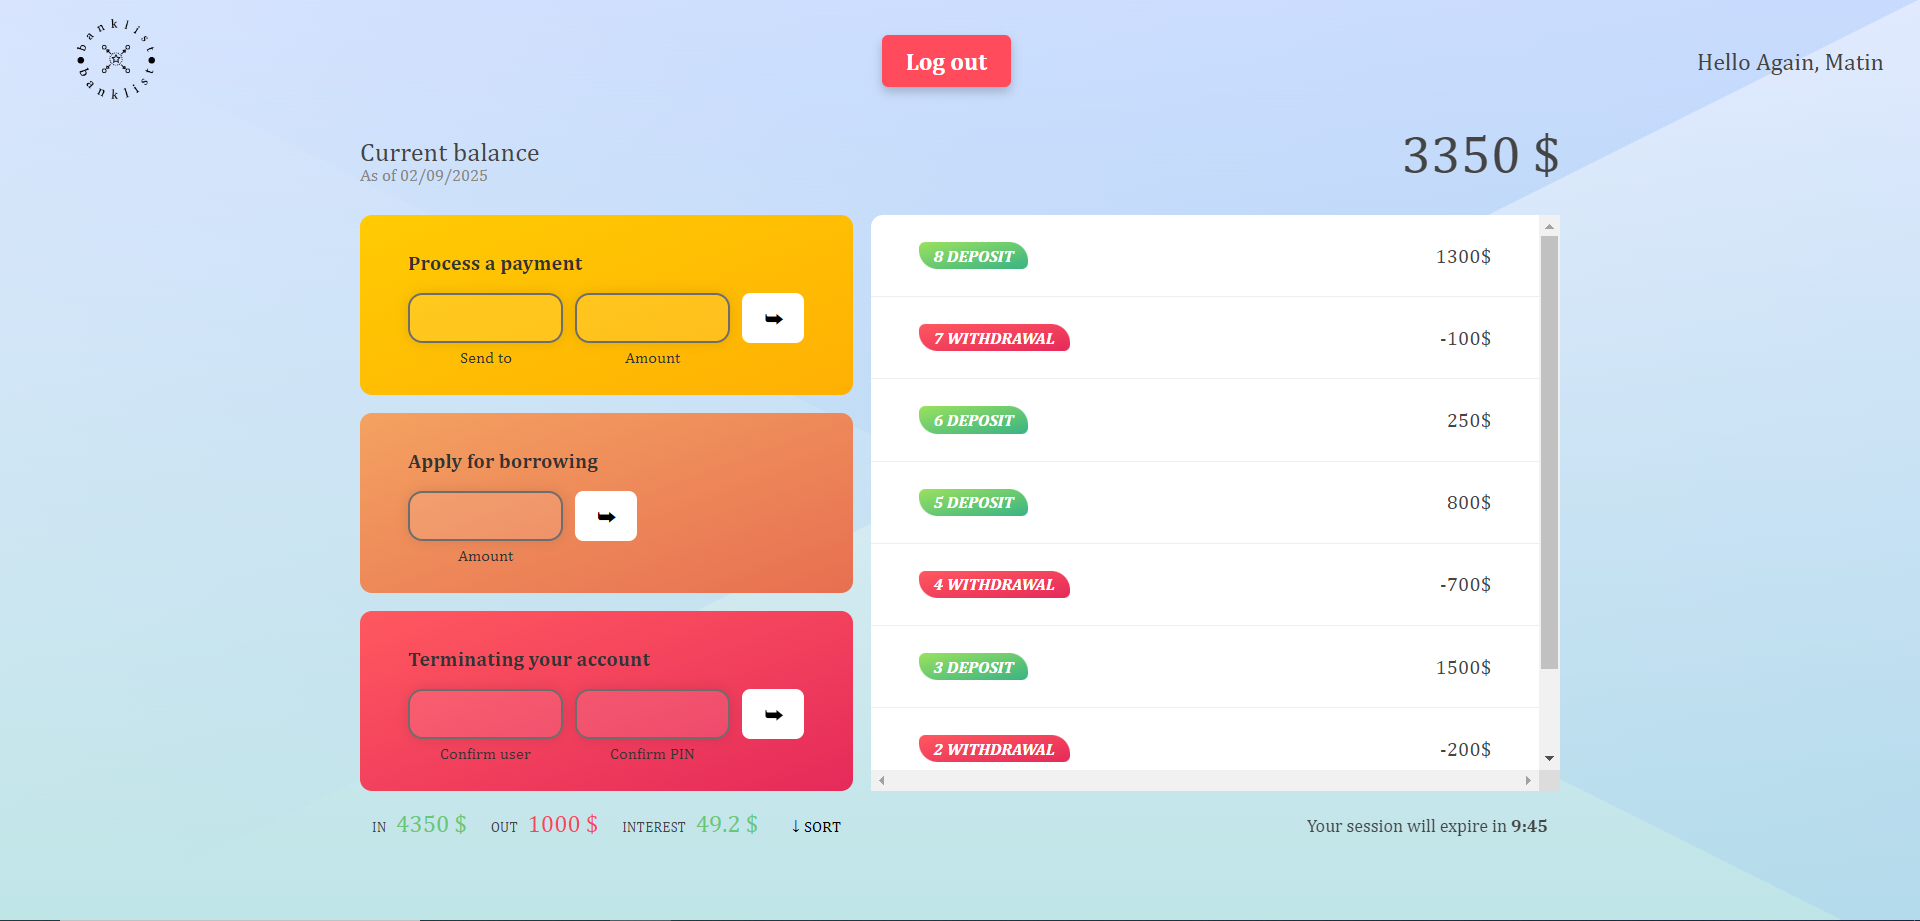 banklist
banklist
Log out
Hello Again, Matin
Current balance
As of 02/09/2025
3350 $
Process a payment
Send to
Amount
Apply for borrowing
Amount
Terminating your account
Confirm user
Confirm PIN
8 DEPOSIT 1300$
7 WITHDRAWAL -100$
6 DEPOSIT 250$
5 DEPOSIT 800$
4 WITHDRAWAL -700$
3 DEPOSIT 1500$
2 WITHDRAWAL -200$
IN 4350 $ OUT 1000 $ INTEREST 49.2 $ ↓ SORT
Your session will expire in 9:45